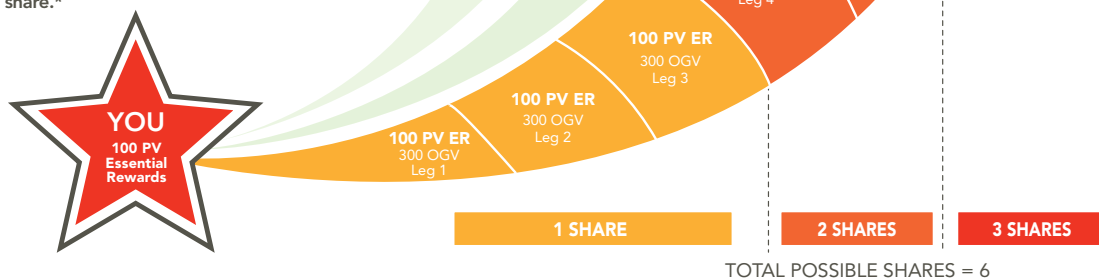 share.*
Leg 4
100 PV ER
300 OGV
Leg 3
100 PV ER
300 OGV
Leg 2
100 PV ER
300 OGV
Leg 1
YOU
100 PV
Essential
Rewards
1 SHARE
2 SHARES
3 SHARES
TOTAL POSSIBLE SHARES = 6